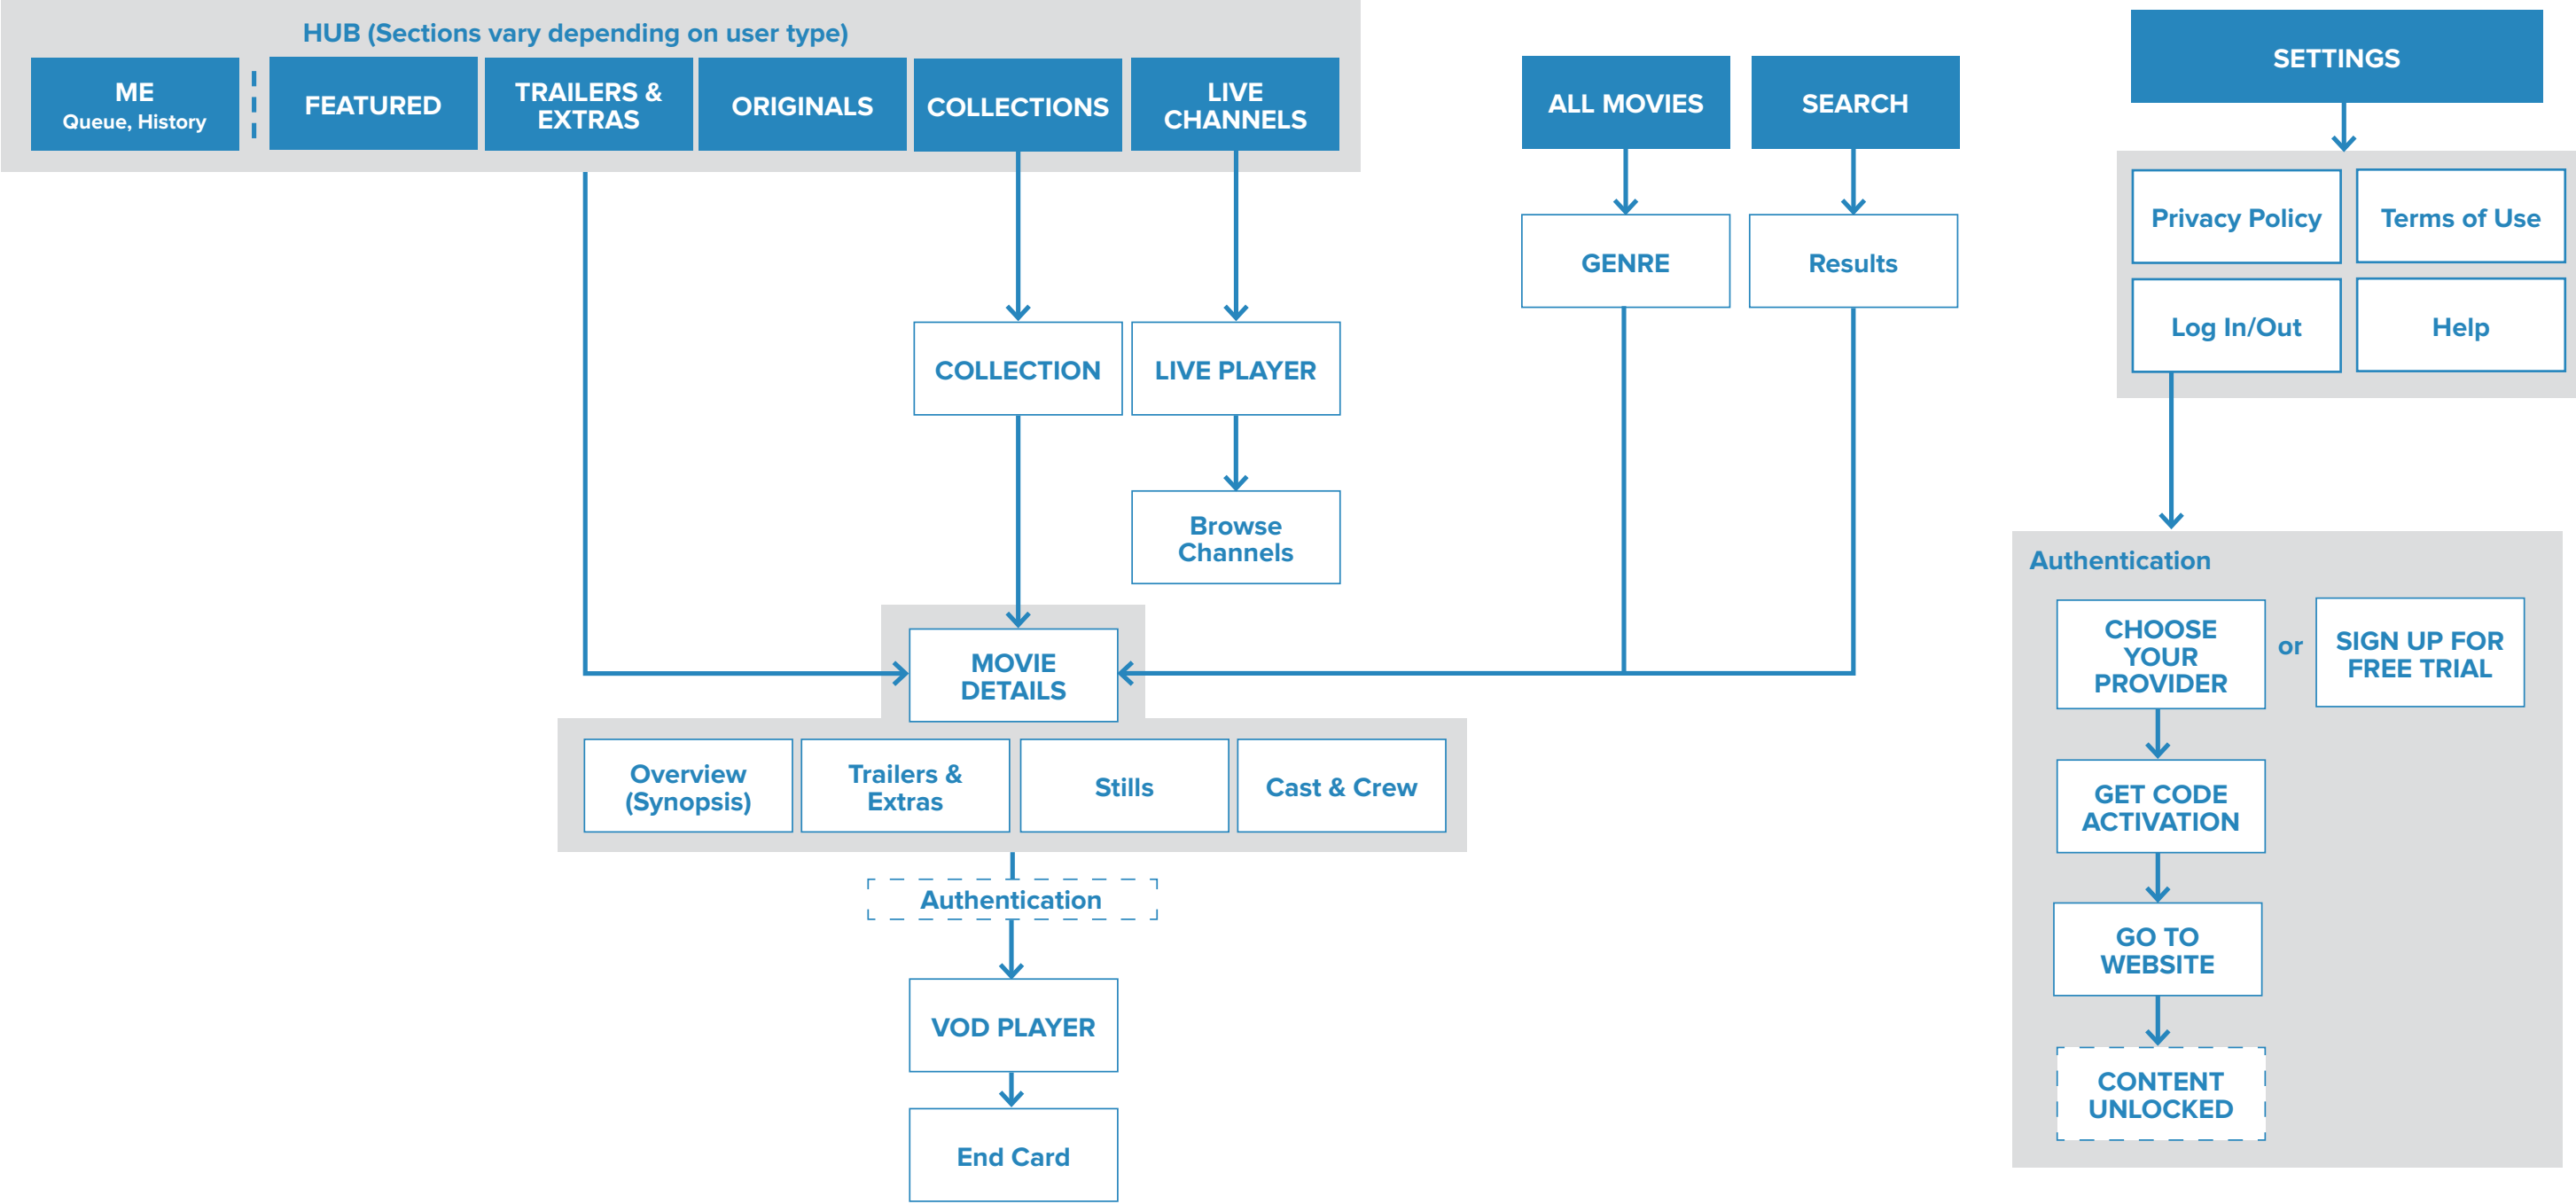 HUB (Sections vary depending on user type)
ME
Queue, History
FEATURED
TRAILERS &
EXTRAS
ORIGINALS
COLLECTIONS
LIVE
CHANNELS
ALL MOVIES
SEARCH
SETTINGS
GENRE
Results
Privacy Policy
Terms of Use
Log In/Out
Help
COLLECTION
LIVE PLAYER
Browse
Channels
MOVIE
DETAILS
Overview
(Synopsis)
Trailers &
Extras
Stills
Cast & Crew
Authentication
VOD PLAYER
End Card
Authentication
CHOOSE
YOUR
PROVIDER
or
SIGN UP FOR
FREE TRIAL
GET CODE
ACTIVATION
GO TO
WEBSITE
CONTENT
UNLOCKED